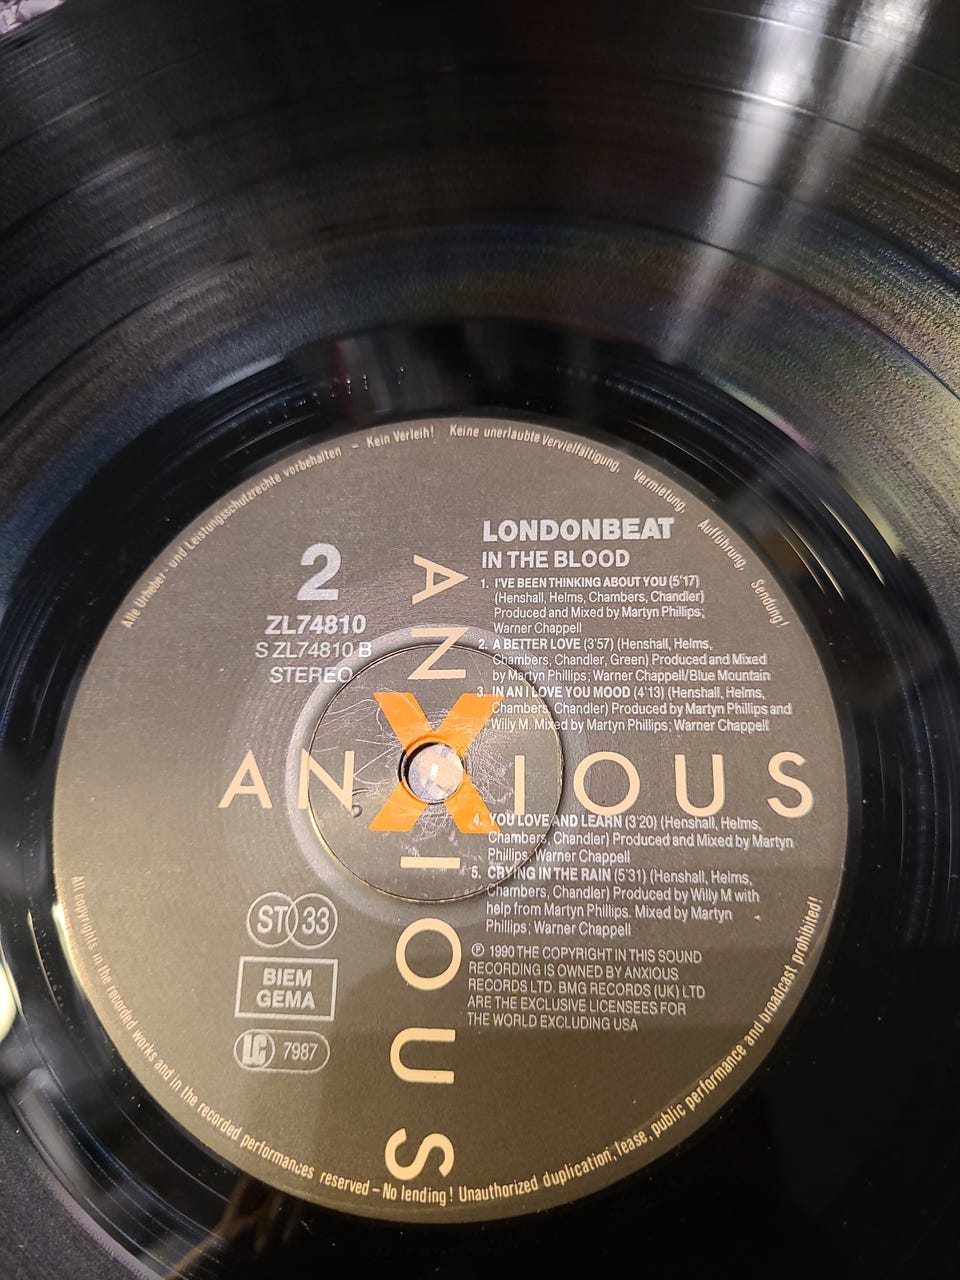 Alle Urheber- und Leistungsschutzrechte vorbehalten – Kein Verleih! Keine unerlaubte Vervielfältigung, Vermietung, Aufführung, Sendung!
2
ZL74810
S ZL74810 B
STEREO
LONDONBEAT
IN THE BLOOD
1. I'VE BEEN THINKING ABOUT YOU (5'17)
(Henshall, Helms, Chambers, Chandler)
Produced and Mixed by Martyn Phillips;
Warner Chappell
2. A BETTER LOVE (3'57) (Henshall, Helms,
Chambers, Chandler, Green) Produced and Mixed
by Martyn Phillips; Warner Chappell/Blue Mountain
3. IN AN I LOVE YOU MOOD (4'13) (Henshall, Helms,
Chambers, Chandler) Produced by Martyn Phillips and
Willy M. Mixed by Martyn Phillips; Warner Chappell
ANXIOUS
ANXIOUS
4. YOU LOVE AND LEARN (3'20) (Henshall, Helms,
Chambers, Chandler) Produced and Mixed by Martyn
Phillips; Warner Chappell
5. CRYING IN THE RAIN (5'31) (Henshall, Helms,
Chambers, Chandler) Produced by Willy M with
help from Martyn Phillips. Mixed by Martyn
Phillips; Warner Chappell
℗ 1990 THE COPYRIGHT IN THIS SOUND
RECORDING IS OWNED BY ANXIOUS
RECORDS LTD. BMG RECORDS (UK) LTD
ARE THE EXCLUSIVE LICENSEES FOR
THE WORLD EXCLUDING USA
ST 33
BIEM
GEMA
LC 7987
All copyrights in the recorded works and in the recorded performances reserved – No lending! Unauthorized duplication, lease, public performance and broadcast prohibited!